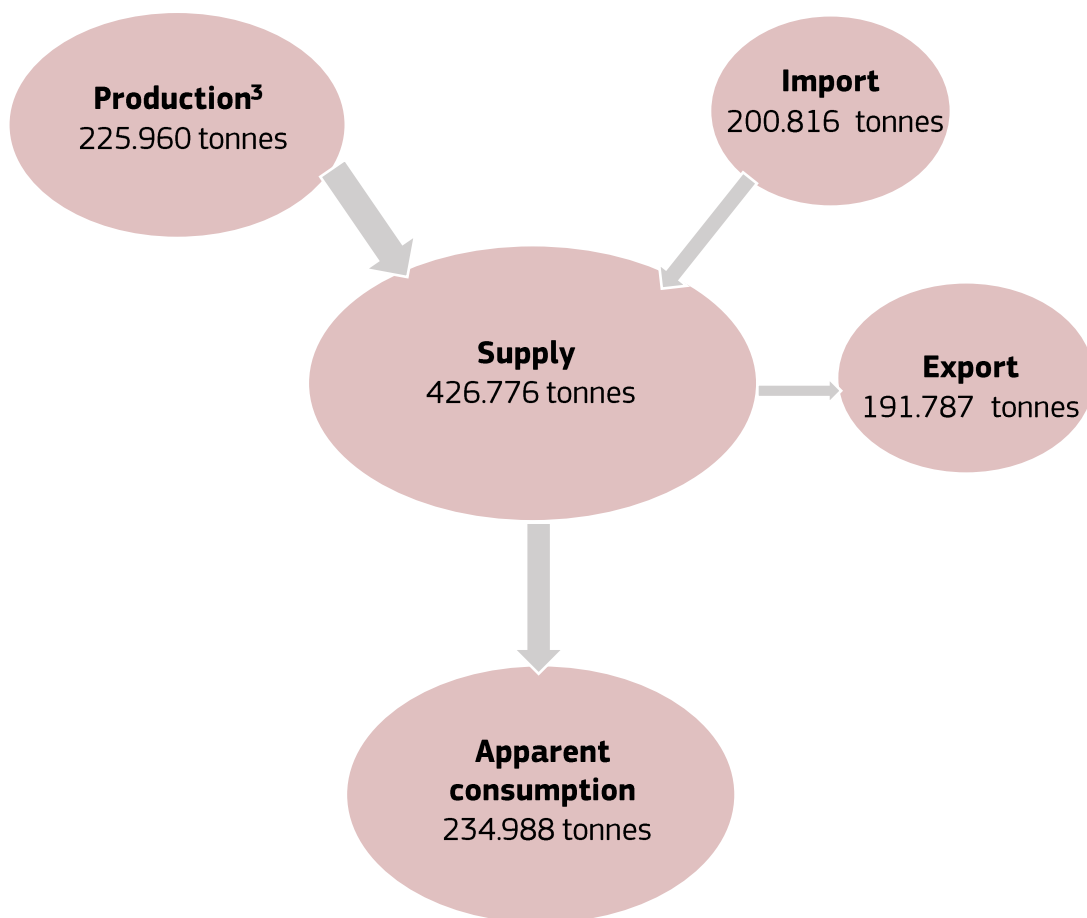 Production³
225.960 tonnes
Import
200.816 tonnes
Supply
426.776 tonnes
Export
191.787 tonnes
Apparent
consumption
234.988 tonnes